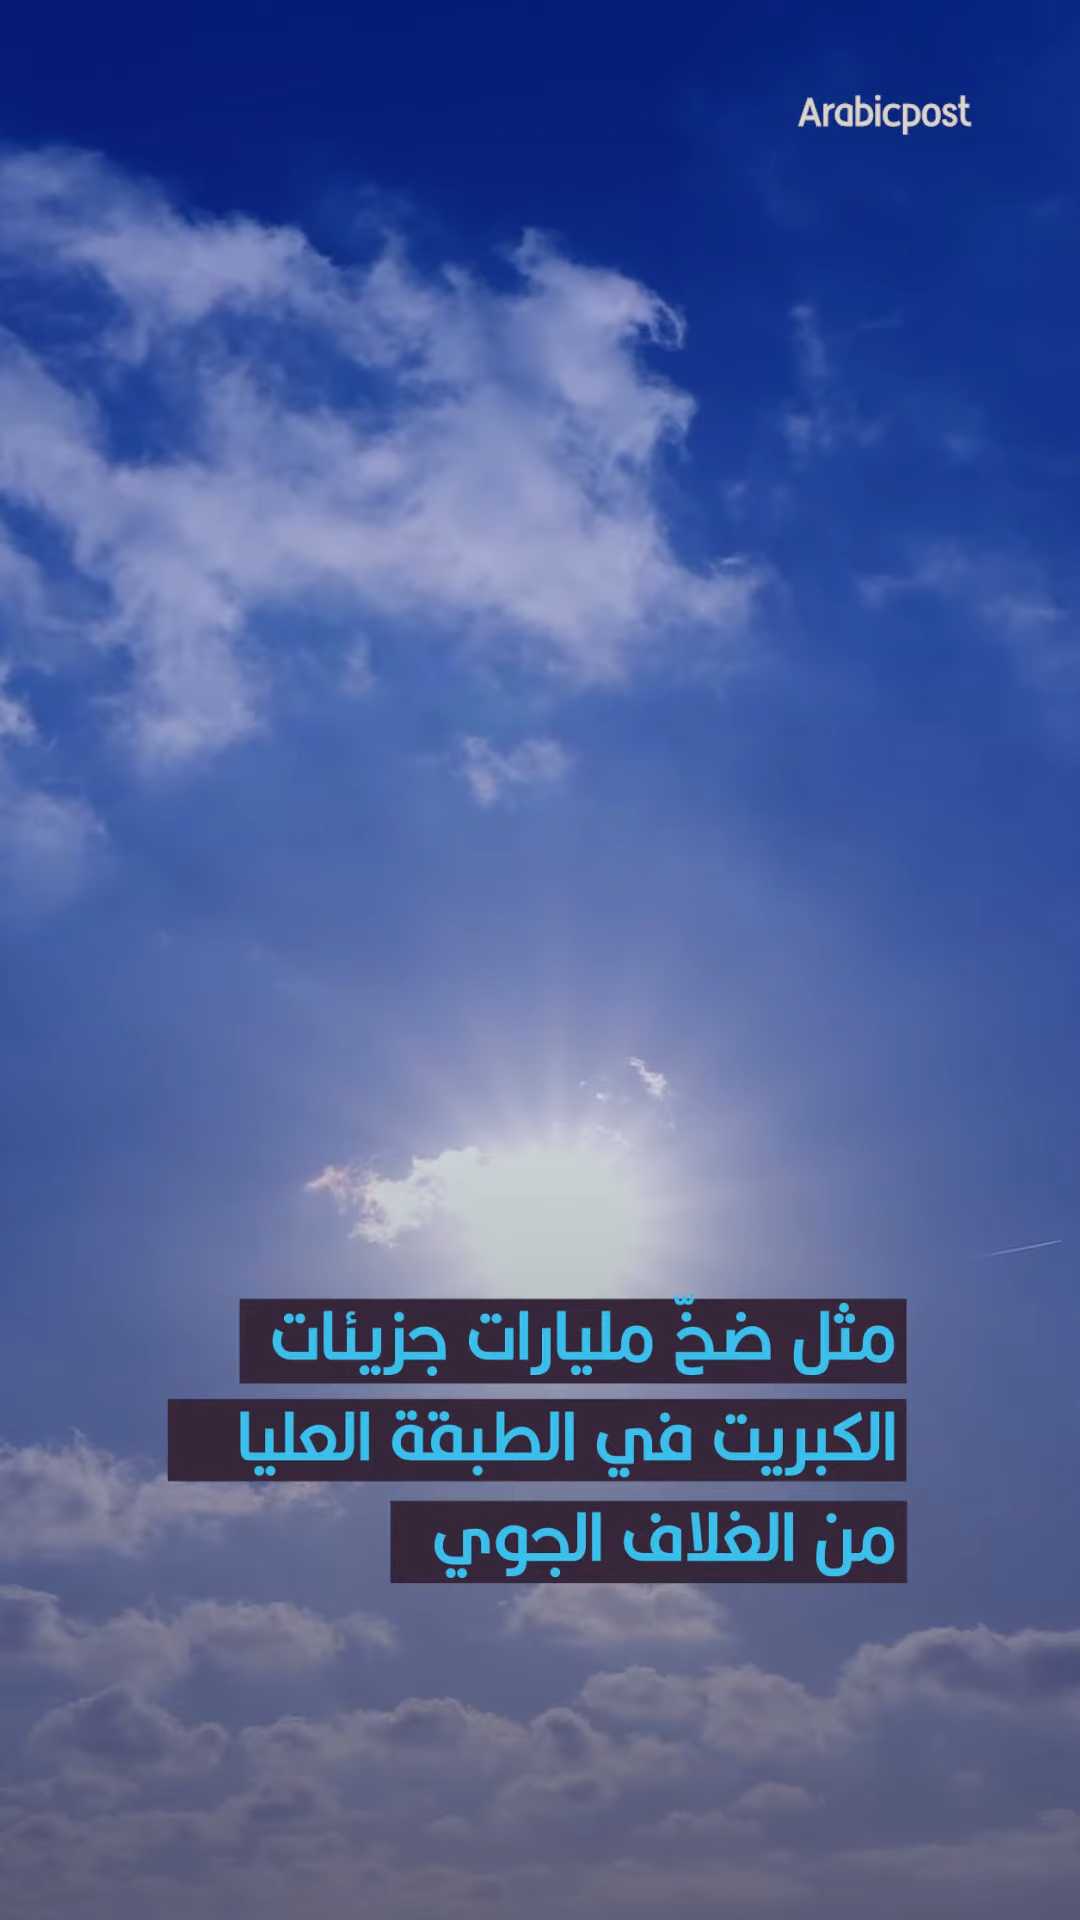 Arabicpost
مثل ضخّ مليارات جزيئات
الكبريت في الطبقة العليا
من الغلاف الجوي